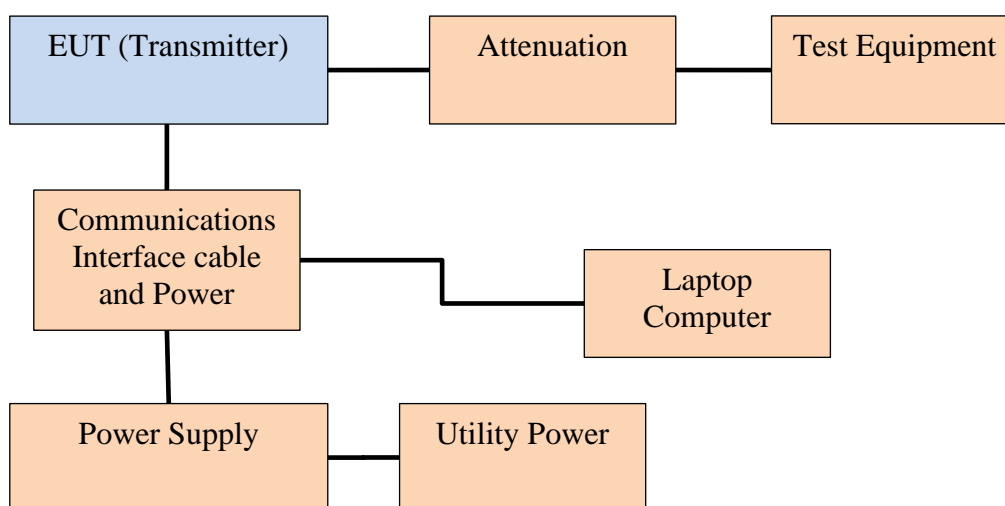 EUT (Transmitter)
Attenuation
Test Equipment
Communications
Interface cable
and Power
Laptop
Computer
Power Supply
Utility Power